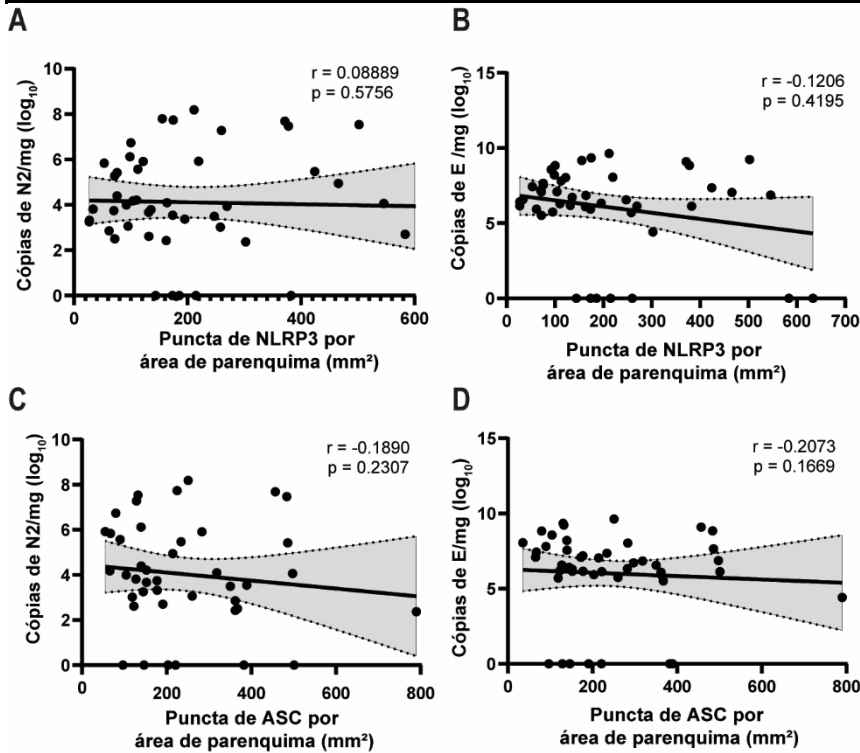 A
Cópias de N2/mg (log₁₀)
10
8
6
4
2
0
r = 0.08889
p = 0.5756
0 200 400 600
Puncta de NLRP3 por
área de parenquima (mm²)
B
Cópias de E /mg (log₁₀)
15
10
5
0
r = -0.1206
p = 0.4195
0 100 200 300 400 500 600 700
Puncta de NLRP3 por
área de parenquima (mm²)
C
Cópias de N2/mg (log₁₀)
10
8
6
4
2
0
r = -0.1890
p = 0.2307
0 200 400 600 800
Puncta de ASC por
área de parenquima (mm²)
D
Cópias de E/mg (log₁₀)
15
10
5
0
r = -0.2073
p = 0.1669
0 200 400 600 800
Puncta de ASC por
área de parenquima (mm²)